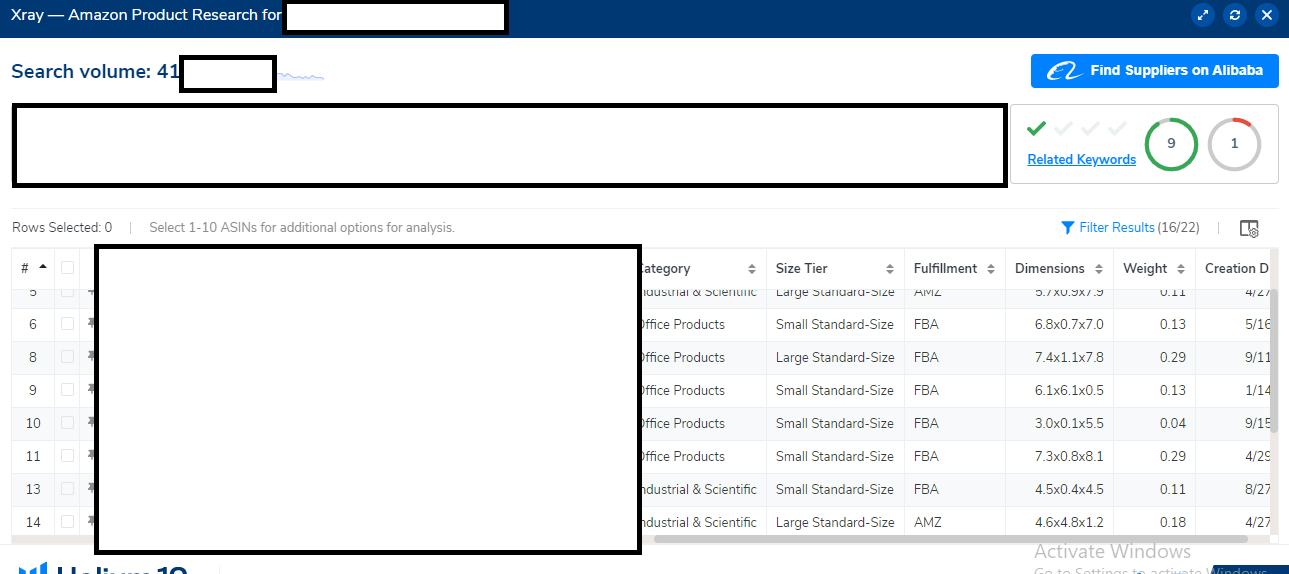 Xray — Amazon Product Research for
Search volume: 41
Find Suppliers on Alibaba
Related Keywords
9
1
Rows Selected: 0 | Select 1-10 ASINs for additional options for analysis.
Filter Results (16/22)
# ategory Size Tier Fulfillment Dimensions Weight Creation D
5 ndustrial & Scientific Large Standard-Size AMZ 5.7x0.9x7.9 0.11 4/27
6 Office Products Small Standard-Size FBA 6.8x0.7x7.0 0.13 5/16
8 Office Products Large Standard-Size FBA 7.4x1.1x7.8 0.29 9/11
9 Office Products Small Standard-Size FBA 6.1x6.1x0.5 0.13 1/14
10 Office Products Small Standard-Size FBA 3.0x0.1x5.5 0.04 9/15
11 Office Products Small Standard-Size FBA 7.3x0.8x8.1 0.29 4/29
13 ndustrial & Scientific Small Standard-Size FBA 4.5x0.4x4.5 0.11 8/27
14 ndustrial & Scientific Large Standard-Size AMZ 4.6x4.8x1.2 0.18 4/27
Activate Windows
Go to Settings to activate Windows.
Helium 10